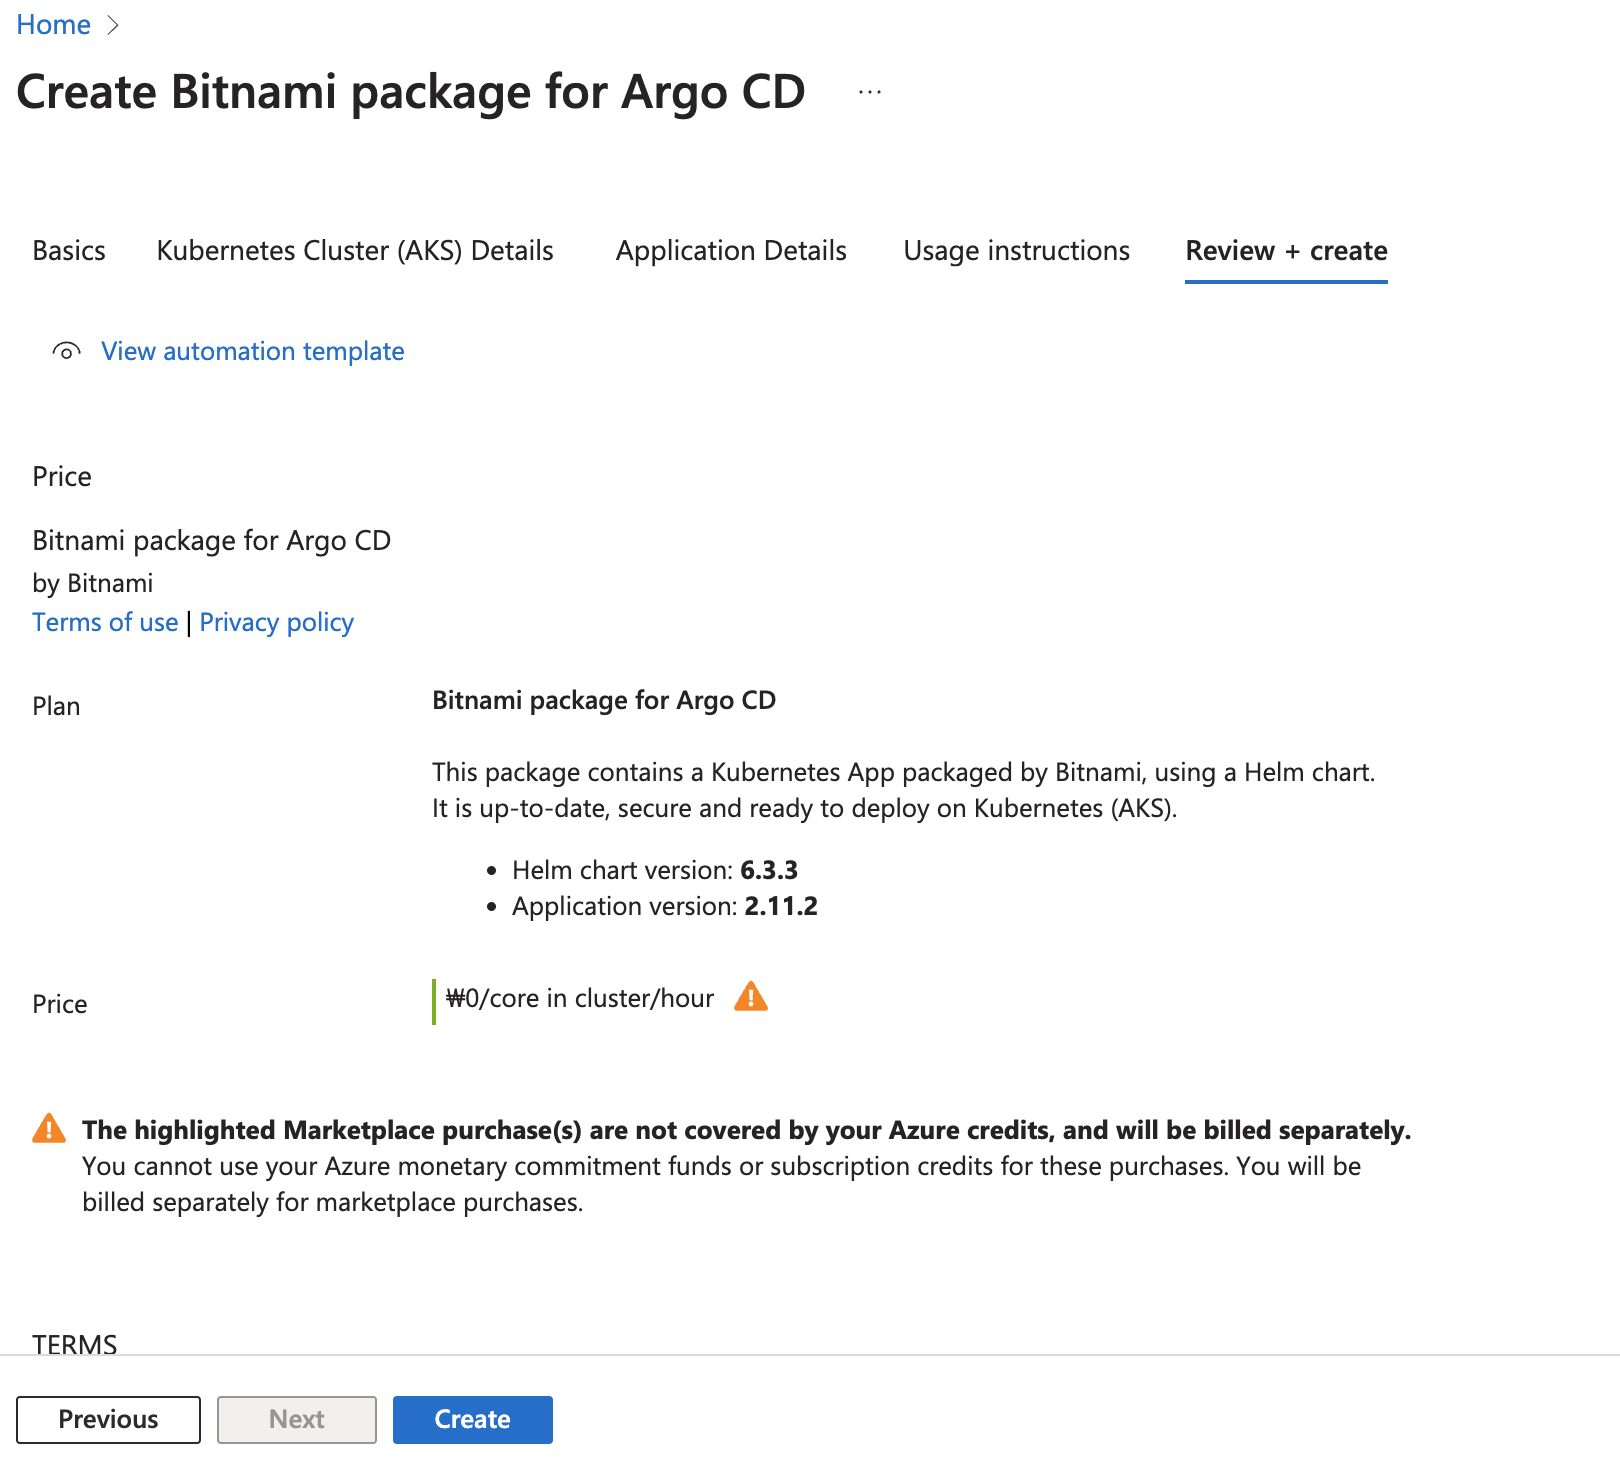 Home
Create Bitnami package for Argo CD ...
Basics Kubernetes Cluster (AKS) Details Application Details Usage instructions Review + create
View automation template
Price
Bitnami package for Argo CD
by Bitnami
Terms of use | Privacy policy
Plan Bitnami package for Argo CD
This package contains a Kubernetes App packaged by Bitnami, using a Helm chart.
It is up-to-date, secure and ready to deploy on Kubernetes (AKS).
• Helm chart version: 6.3.3
• Application version: 2.11.2
Price ₩0/core in cluster/hour
The highlighted Marketplace purchase(s) are not covered by your Azure credits, and will be billed separately.
You cannot use your Azure monetary commitment funds or subscription credits for these purchases. You will be
billed separately for marketplace purchases.
TERMS
Previous Next Create